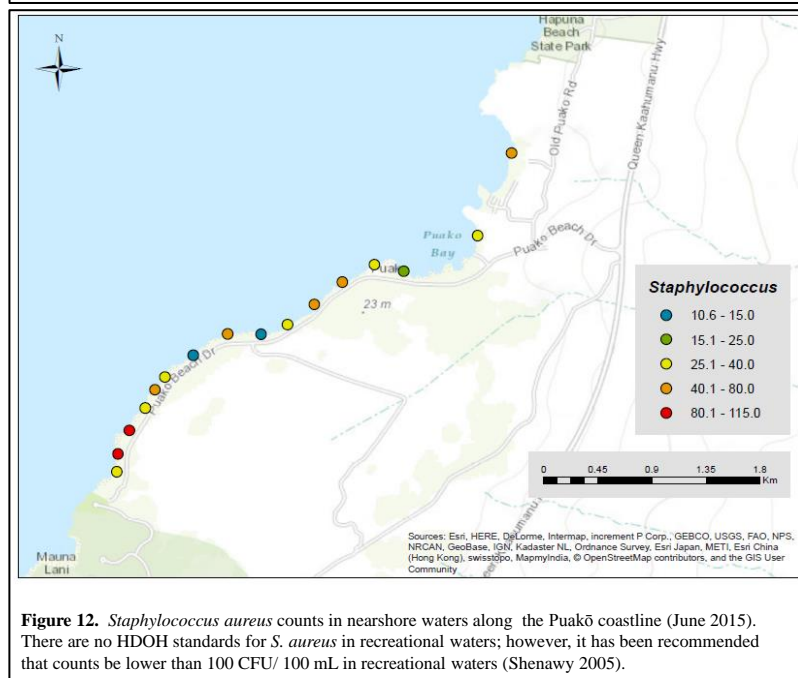 Hapuna
Beach
State Park
N
Old Puako Rd
Queen Kaahumanu Hwy
Puako
Bay
Puako Beach Dr
23 m
Puako Beach Dr
Staphylococcus
10.6 - 15.0
15.1 - 25.0
25.1 - 40.0
40.1 - 80.0
80.1 - 115.0
0 0.45 0.9 1.35 1.8
Km
Mauna
Lani
Sources: Esri, HERE, DeLorme, Intermap, increment P Corp., GEBCO, USGS, FAO, NPS,
NRCAN, GeoBase, IGN, Kadaster NL, Ordnance Survey, Esri Japan, METI, Esri China
(Hong Kong), swisstopo, MapmyIndia, © OpenStreetMap contributors, and the GIS User
Community
Figure 12. Staphylococcus aureus counts in nearshore waters along the Puakō coastline (June 2015).
There are no HDOH standards for S. aureus in recreational waters; however, it has been recommended
that counts be lower than 100 CFU/ 100 mL in recreational waters (Shenawy 2005).